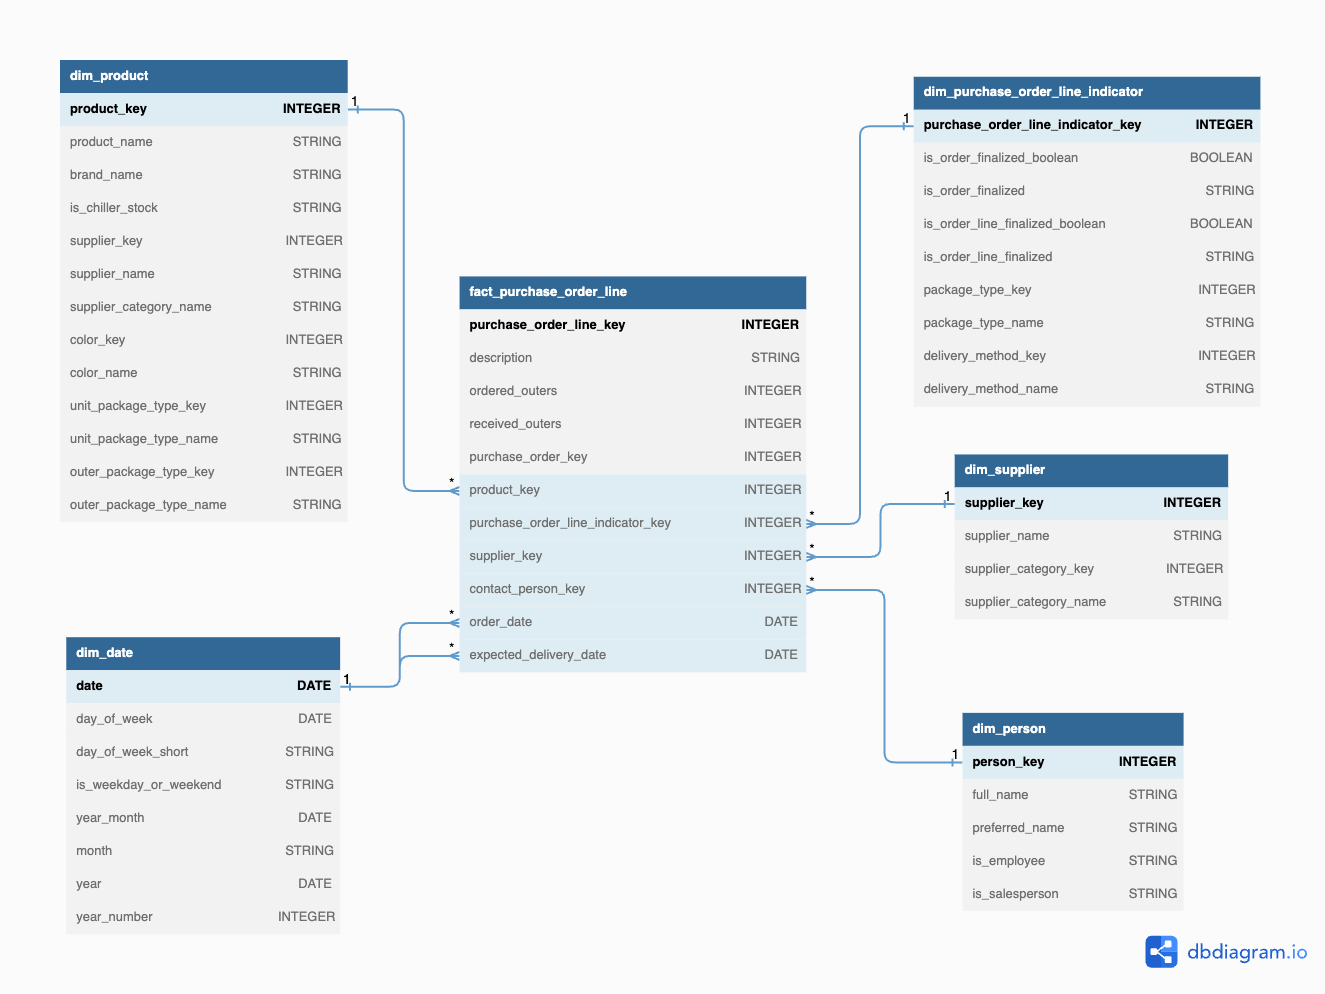 dim_product
product_key INTEGER 1
product_name STRING
brand_name STRING
is_chiller_stock STRING
supplier_key INTEGER
supplier_name STRING
supplier_category_name STRING
color_key INTEGER
color_name STRING
unit_package_type_key INTEGER
unit_package_type_name STRING
outer_package_type_key INTEGER
outer_package_type_name STRING
dim_date
date DATE 1
day_of_week DATE
day_of_week_short STRING
is_weekday_or_weekend STRING
year_month DATE
month STRING
year DATE
year_number INTEGER
fact_purchase_order_line
purchase_order_line_key INTEGER
description STRING
ordered_outers INTEGER
received_outers INTEGER
purchase_order_key INTEGER
* product_key INTEGER
purchase_order_line_indicator_key INTEGER *
supplier_key INTEGER *
contact_person_key INTEGER *
* order_date DATE
* expected_delivery_date DATE
dim_purchase_order_line_indicator
1 purchase_order_line_indicator_key INTEGER
is_order_finalized_boolean BOOLEAN
is_order_finalized STRING
is_order_line_finalized_boolean BOOLEAN
is_order_line_finalized STRING
package_type_key INTEGER
package_type_name STRING
delivery_method_key INTEGER
delivery_method_name STRING
dim_supplier
1 supplier_key INTEGER
supplier_name STRING
supplier_category_key INTEGER
supplier_category_name STRING
dim_person
1 person_key INTEGER
full_name STRING
preferred_name STRING
is_employee STRING
is_salesperson STRING
dbdiagram.io